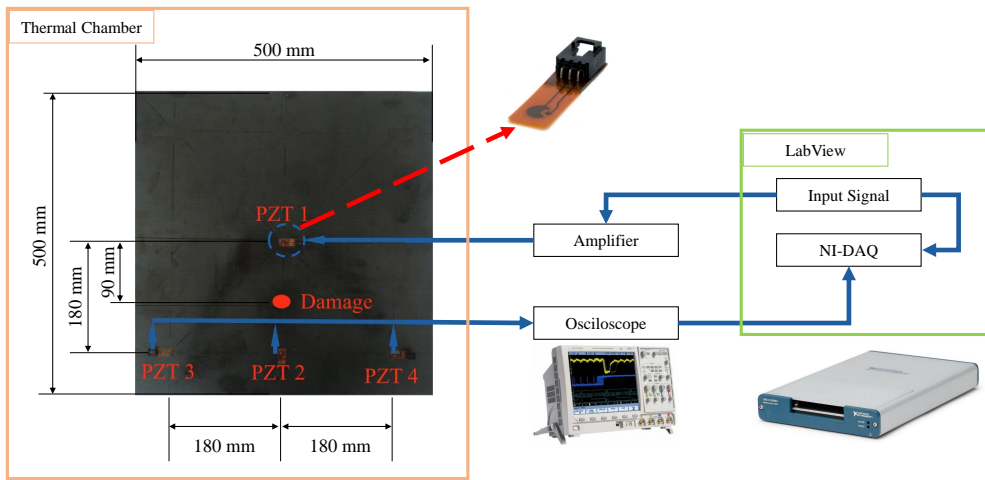 Thermal Chamber
500 mm
500 mm
PZT 1
180 mm
90 mm
Damage
PZT 3
PZT 2
PZT 4
180 mm
180 mm
LabView
Input Signal
Amplifier
NI-DAQ
Osciloscope